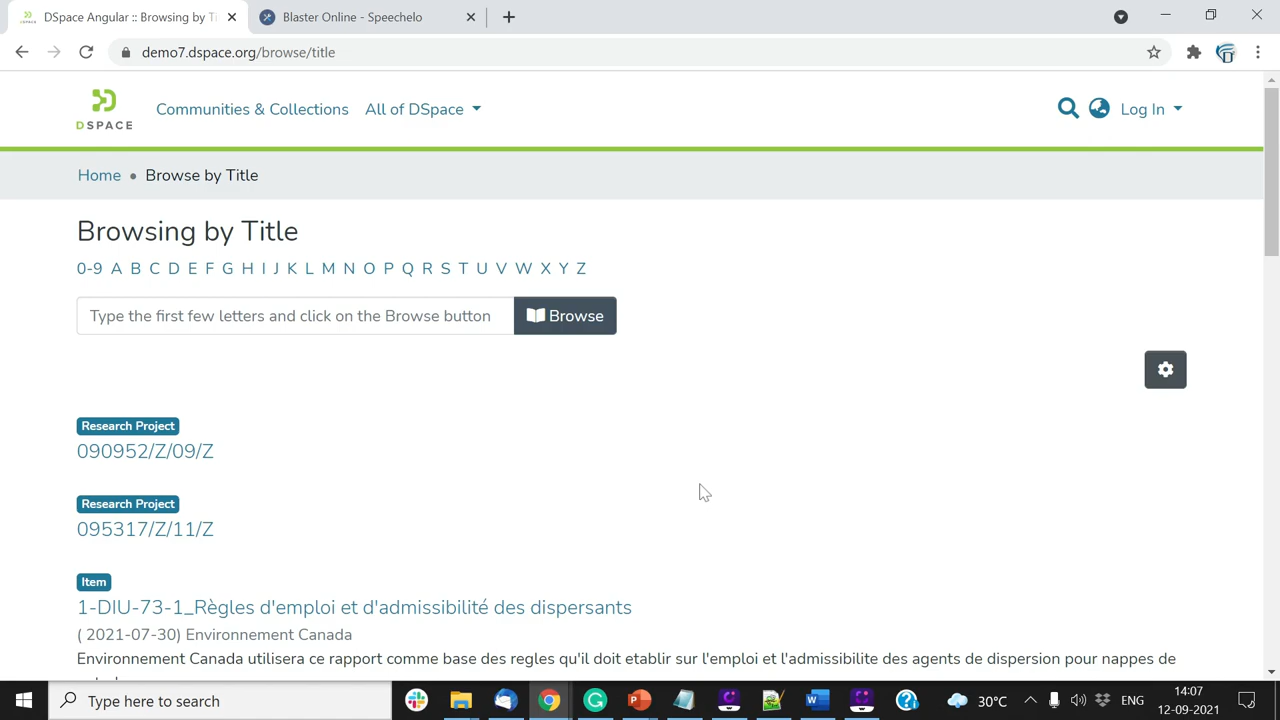 DSpace Angular :: Browsing by Ti
Blaster Online - Speechelo
demo7.dspace.org/browse/title
DSPACE
Communities & Collections All of DSpace
Log In
Home • Browse by Title
Browsing by Title
0-9 A B C D E F G H I J K L M N O P Q R S T U V W X Y Z
Type the first few letters and click on the Browse button Browse
Research Project
090952/Z/09/Z
Research Project
095317/Z/11/Z
Item
1-DIU-73-1_Règles d'emploi et d'admissibilité des dispersants
( 2021-07-30) Environnement Canada
Environnement Canada utilisera ce rapport comme base des regles qu'il doit etablir sur l'emploi et l'admissibilite des agents de dispersion pour nappes de
Type here to search
30°C
ENG
14:07
12-09-2021